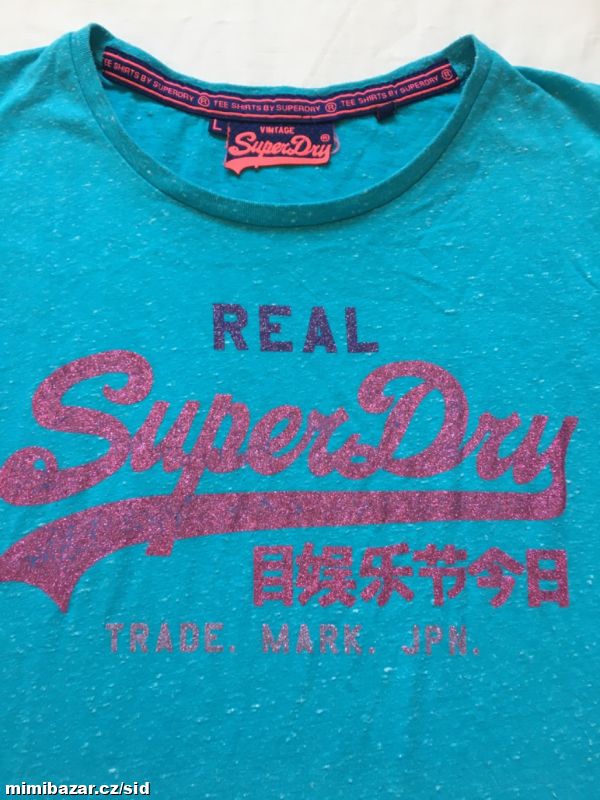 TEE SHIRTS BY SUPERDRY ® TEE SHIRTS BY SUPERDRY ® TEE SHIRTS BY SUPERDRY ®
L
VINTAGE
SuperDry®
REAL
SuperDry
目娱乐节今日
TRADE. MARK. JPN.
mimibazar.cz/sid